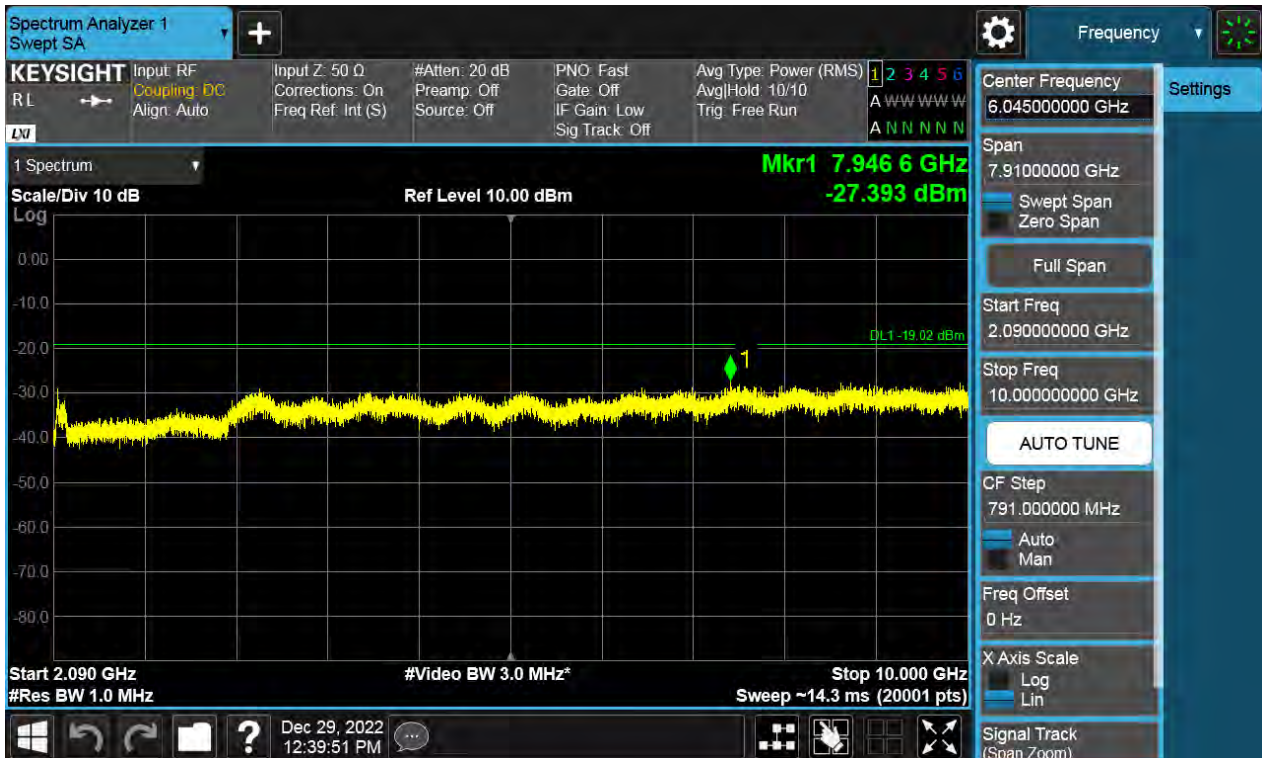 Spectrum Analyzer 1
Swept SA
+
Frequency
KEYSIGHT
RL
LXI
Input: RF
Coupling: DC
Align: Auto
Input Z: 50 Ω
Corrections: On
Freq Ref: Int (S)
#Atten: 20 dB
Preamp: Off
Source: Off
PNO: Fast
Gate: Off
IF Gain: Low
Sig Track: Off
Avg Type: Power (RMS)
Avg|Hold: 10/10
Trig: Free Run
1 2 3 4 5 6
A W W W W W
A N N N N N
1 Spectrum
Mkr1 7.946 6 GHz
Scale/Div 10 dB
Ref Level 10.00 dBm
-27.393 dBm
Log
0.00
-10.0
DL1 -19.02 dBm
-20.0
1
-30.0
-40.0
-50.0
-60.0
-70.0
-80.0
Start 2.090 GHz
#Video BW 3.0 MHz*
Stop 10.000 GHz
#Res BW 1.0 MHz
Sweep ~14.3 ms (20001 pts)
?
Dec 29, 2022
12:39:51 PM
Center Frequency
6.045000000 GHz
Settings
Span
7.91000000 GHz
Swept Span
Zero Span
Full Span
Start Freq
2.090000000 GHz
Stop Freq
10.000000000 GHz
AUTO TUNE
CF Step
791.000000 MHz
Auto
Man
Freq Offset
0 Hz
X Axis Scale
Log
Lin
Signal Track
(Span Zoom)